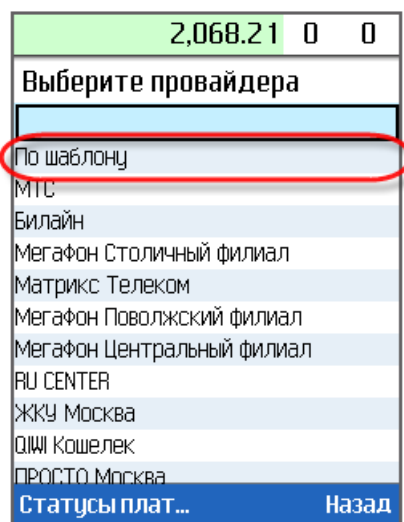 2,068.21 0 0
Выберите провайдера
По шаблону
МТС
Билайн
МегаФон Столичный филиал
Матрикс Телеком
МегаФон Поволжский филиал
МегаФон Центральный филиал
RU CENTER
ЖКУ Москва
QIWI Кошелек
ПРОСТО Москва
Статусы плат... Назад